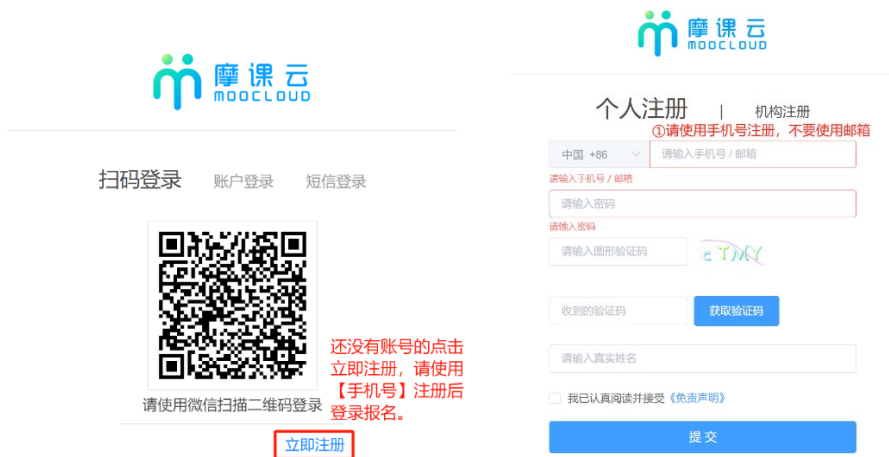 摩课云
MOOCLOUD
扫码登录
账户登录
短信登录
还没有账号的点击
立即注册，请使用
【手机号】注册后
登录报名。
请使用微信扫描二维码登录
立即注册
摩课云
MOOCLOUD
个人注册 | 机构注册
①请使用手机号注册，不要使用邮箱
中国 +86
请输入手机号 / 邮箱
请输入手机号 / 邮箱
请输入密码
请输入密码
请输入图形验证码
z TMY
收到的验证码
获取验证码
请输入真实姓名
我已认真阅读并接受《免责声明》
提 交